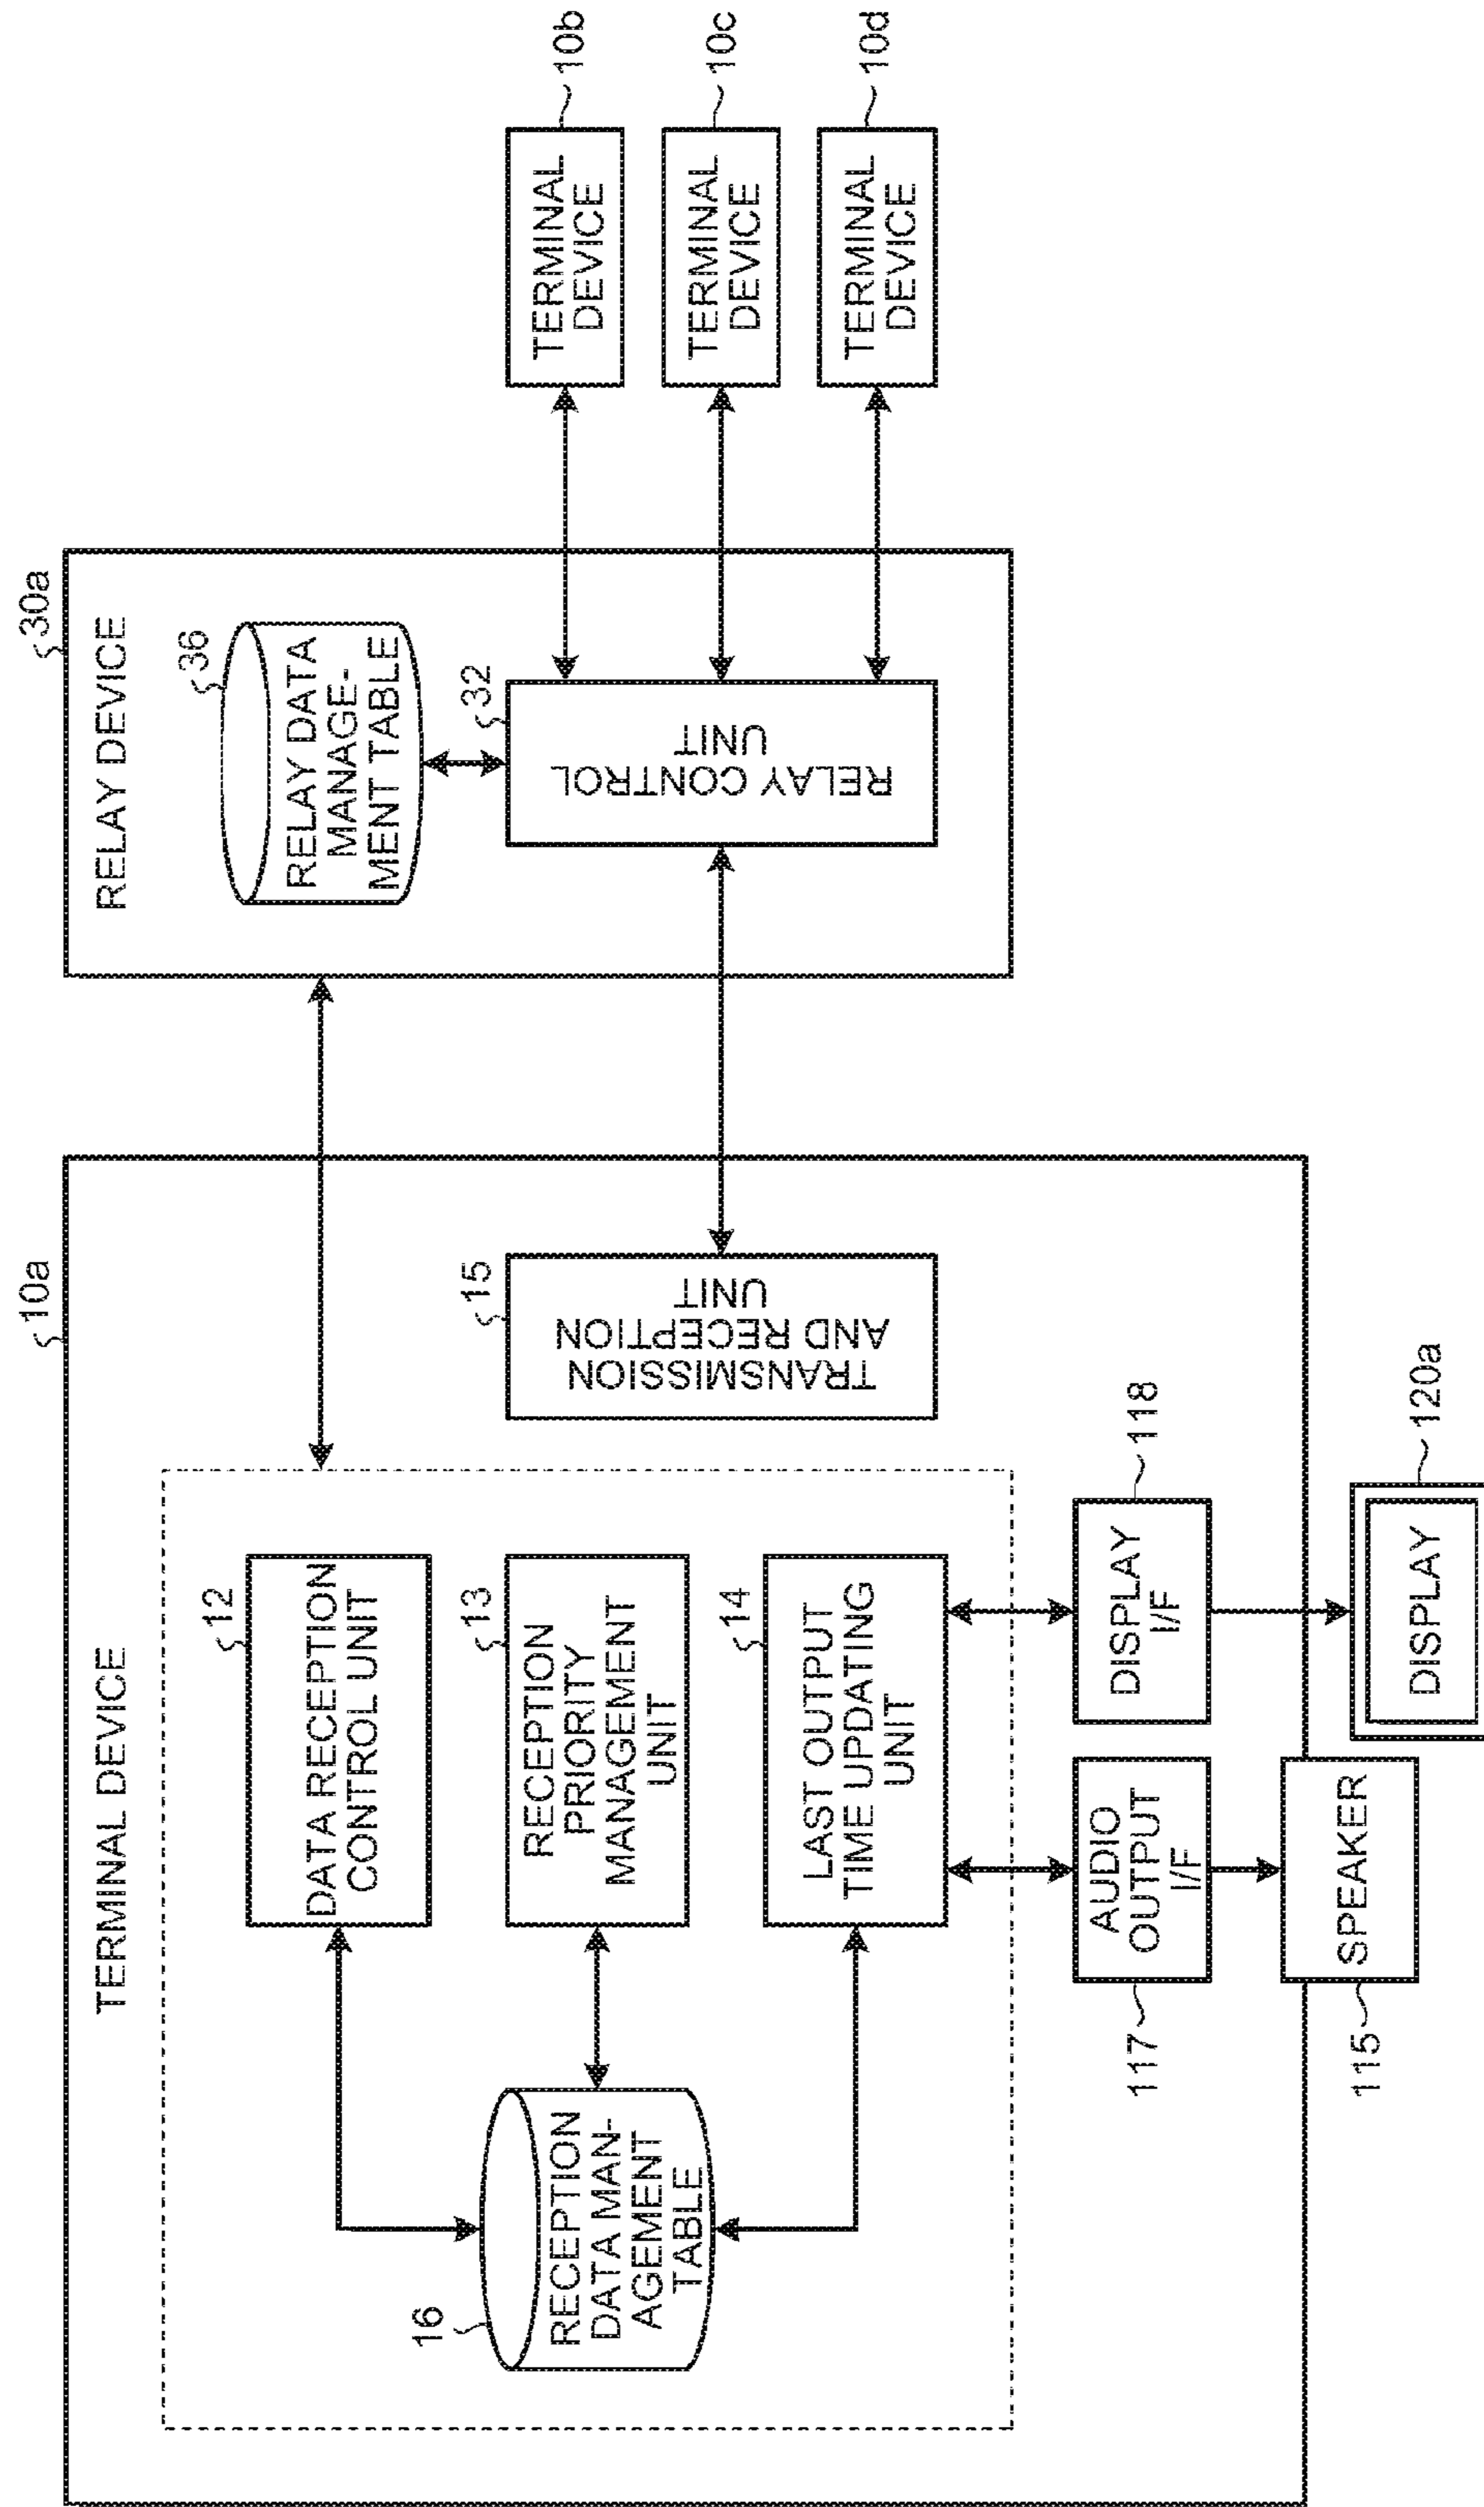 10a
TERMINAL DEVICE
12
DATA RECEPTION
CONTROL UNIT
16
RECEPTION
DATA MAN-
AGEMENT
TABLE
13
RECEPTION
PRIORITY
MANAGEMENT
UNIT
14
LAST OUTPUT
TIME UPDATING
UNIT
15
TRANSMISSION
AND RECEPTION
UNIT
117
AUDIO
OUTPUT
I/F
118
DISPLAY
I/F
115
SPEAKER
120a
DISPLAY
30a
RELAY DEVICE
36
RELAY DATA
MANAGE-
MENT TABLE
32
RELAY CONTROL
UNIT
10b
TERMINAL
DEVICE
10c
TERMINAL
DEVICE
10d
TERMINAL
DEVICE